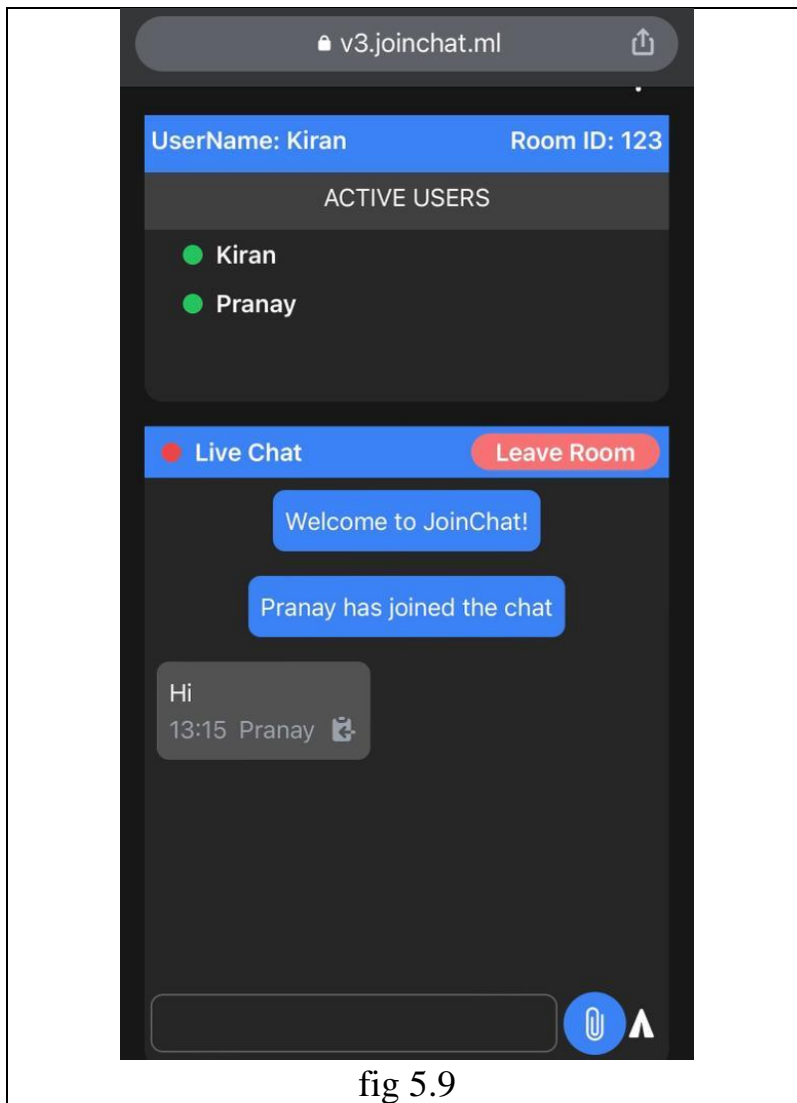 v3.joinchat.ml
UserName: Kiran Room ID: 123
ACTIVE USERS
Kiran
Pranay
Live Chat Leave Room
Welcome to JoinChat!
Pranay has joined the chat
Hi
13:15 Pranay
fig 5.9